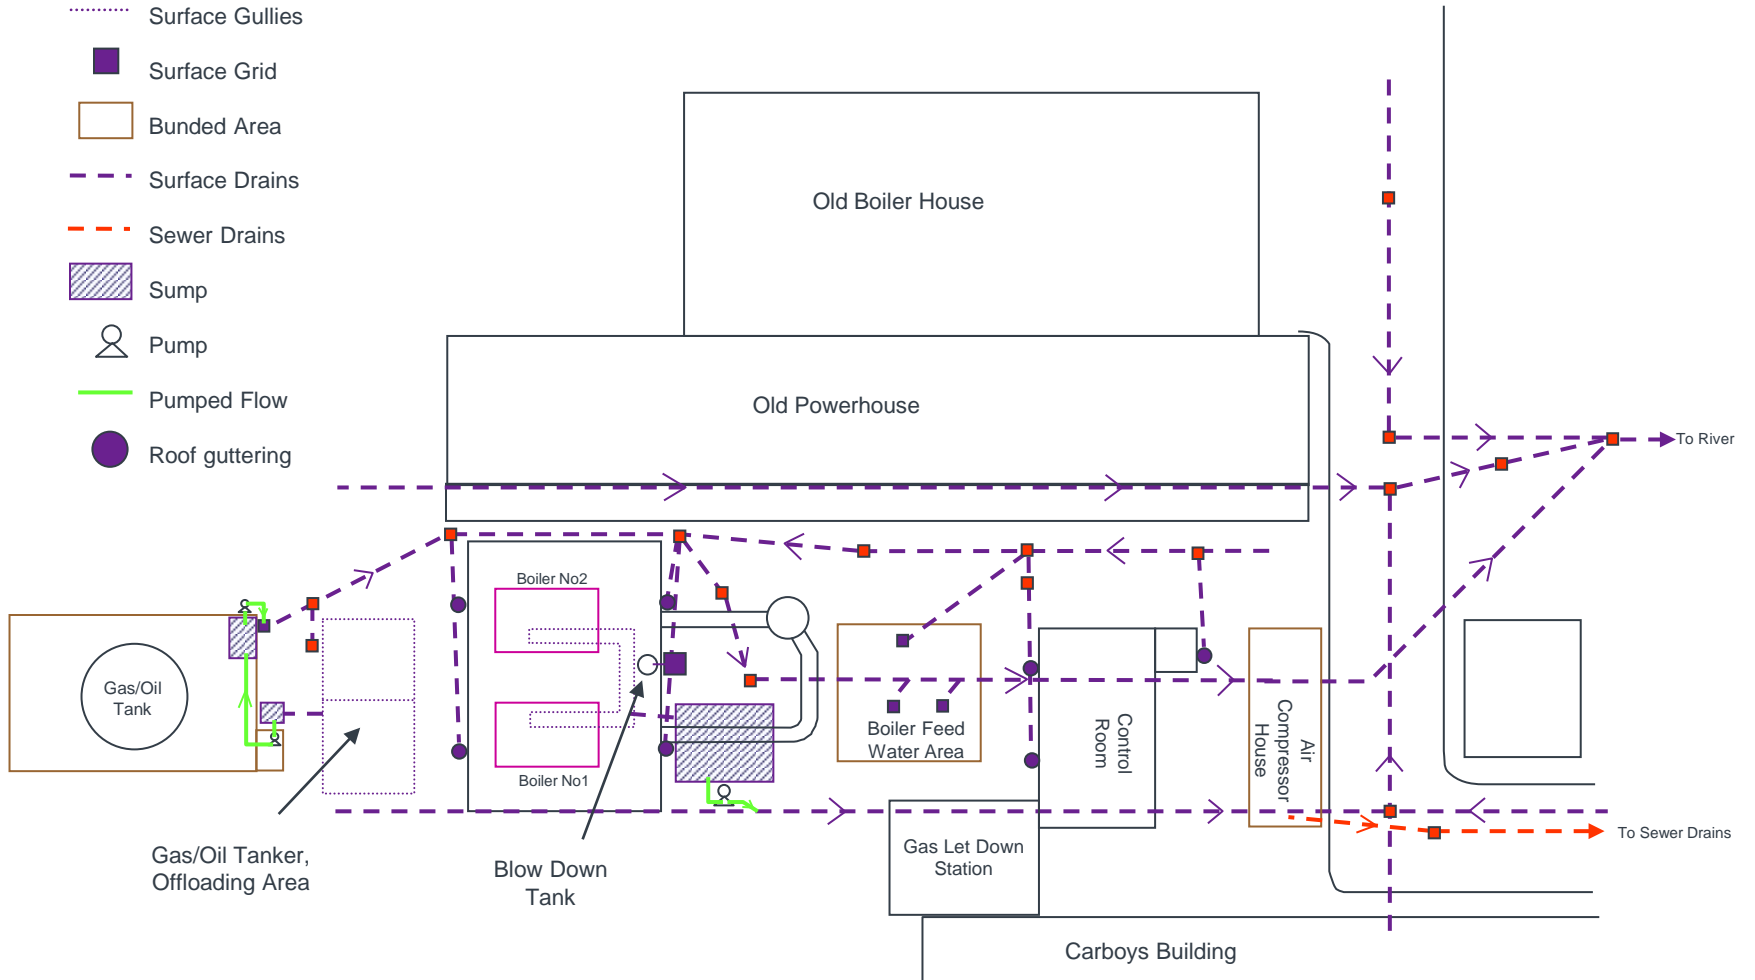 Surface Gullies
Surface Grid
Bunded Area
Surface Drains
Sewer Drains
Sump
Pump
Pumped Flow
Roof guttering
Old Boiler House
Old Powerhouse
To River
Boiler No2
Boiler No1
Gas/Oil
Tank
Boiler Feed
Water Area
Control
Room
Air
Compressor
House
To Sewer Drains
Gas/Oil Tanker,
Offloading Area
Blow Down
Tank
Gas Let Down
Station
Carboys Building